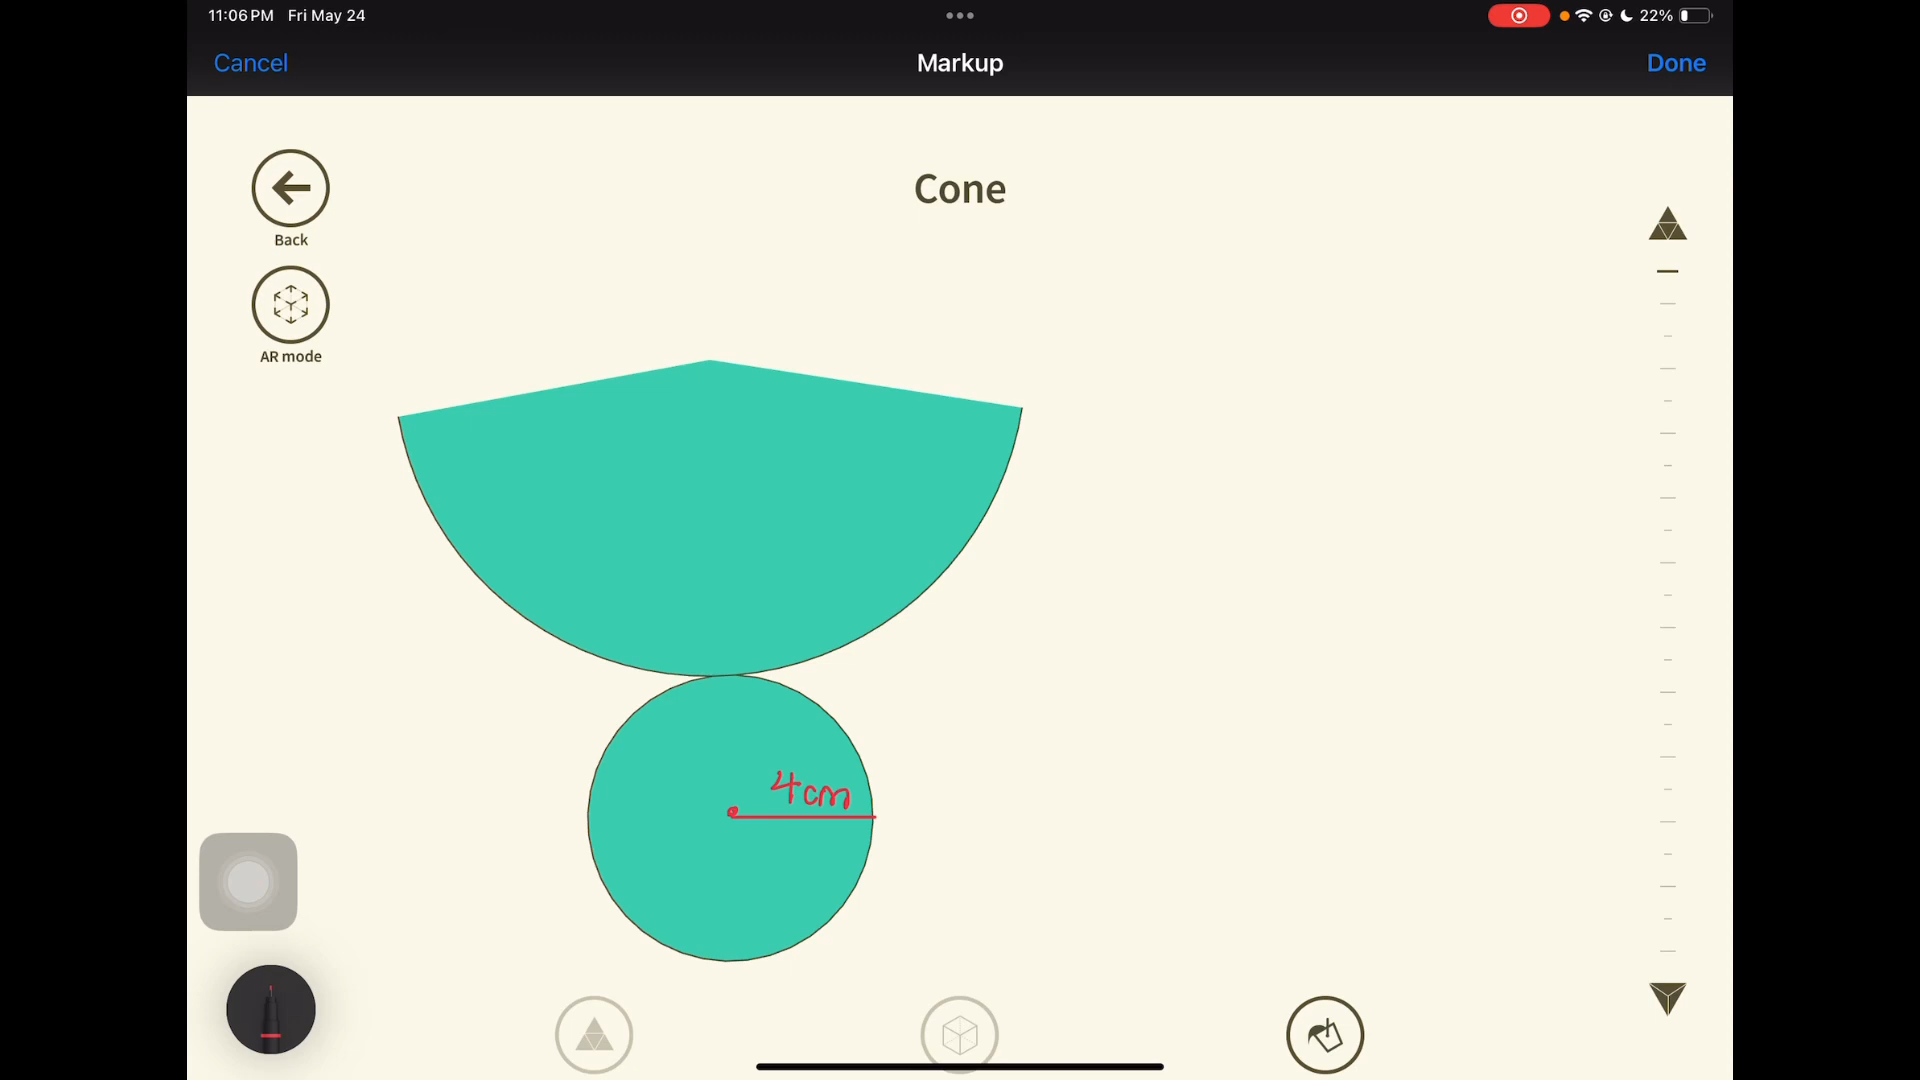 11:06 PM Fri May 24
22%
Cancel
Markup
Done
Cone
Back
AR mode
4cm